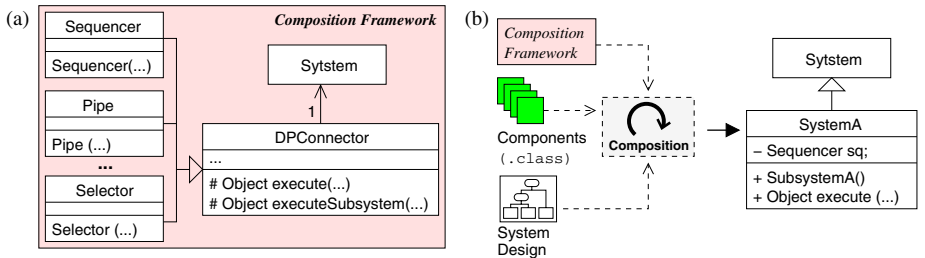 (a)
Composition Framework
Sequencer
Sequencer(...)
Pipe
Pipe (...)
...
Selector
Selector (...)
Sytstem
1
DPConnector
...
# Object execute(...)
# Object executeSubsystem(...)
(b)
Composition
Framework
Components
(.class)
System
Design
Composition
Sytstem
SystemA
− Sequencer sq;
+ SubsystemA()
+ Object execute (...)